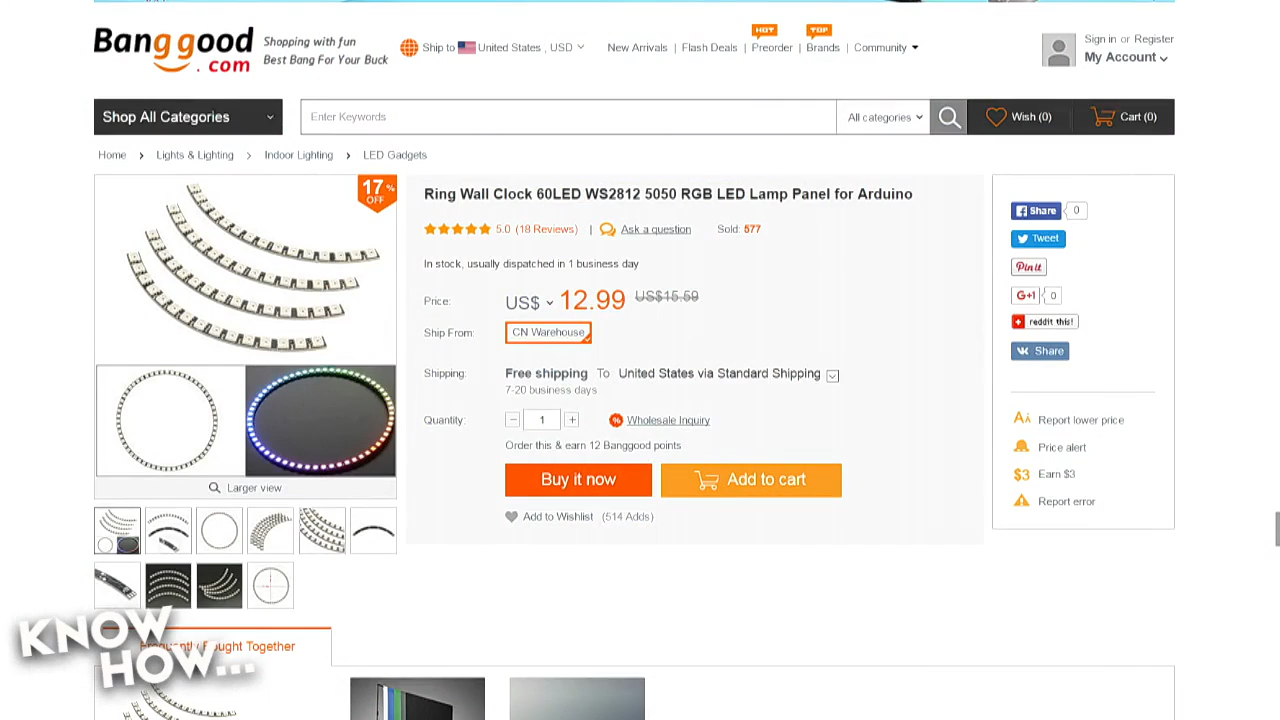 Banggood
.com
Shopping with fun
Best Bang For Your Buck
Ship to United States , USD
New Arrivals | Flash Deals | Preorder | Brands | Community
HOT
TOP
Sign in or Register
My Account
Shop All Categories
Enter Keywords
All categories
Wish (0)
Cart (0)
Home > Lights & Lighting > Indoor Lighting > LED Gadgets
17%
OFF
Ring Wall Clock 60LED WS2812 5050 RGB LED Lamp Panel for Arduino
5.0 (18 Reviews) | Ask a question Sold: 577
In stock, usually dispatched in 1 business day
Price: US$ 12.99 US$15.59
Ship From: CN Warehouse
Shipping: Free shipping To United States via Standard Shipping
7-20 business days
Quantity: - 1 + % Wholesale Inquiry
Order this & earn 12 Banggood points
Buy it now
Add to cart
Add to Wishlist (514 Adds)
Larger view
Share 0
Tweet
Pin it
G+1 0
reddit this!
Share
Report lower price
Price alert
$3 Earn $3
Report error
Frequently Bought Together
KNOW
HOW...